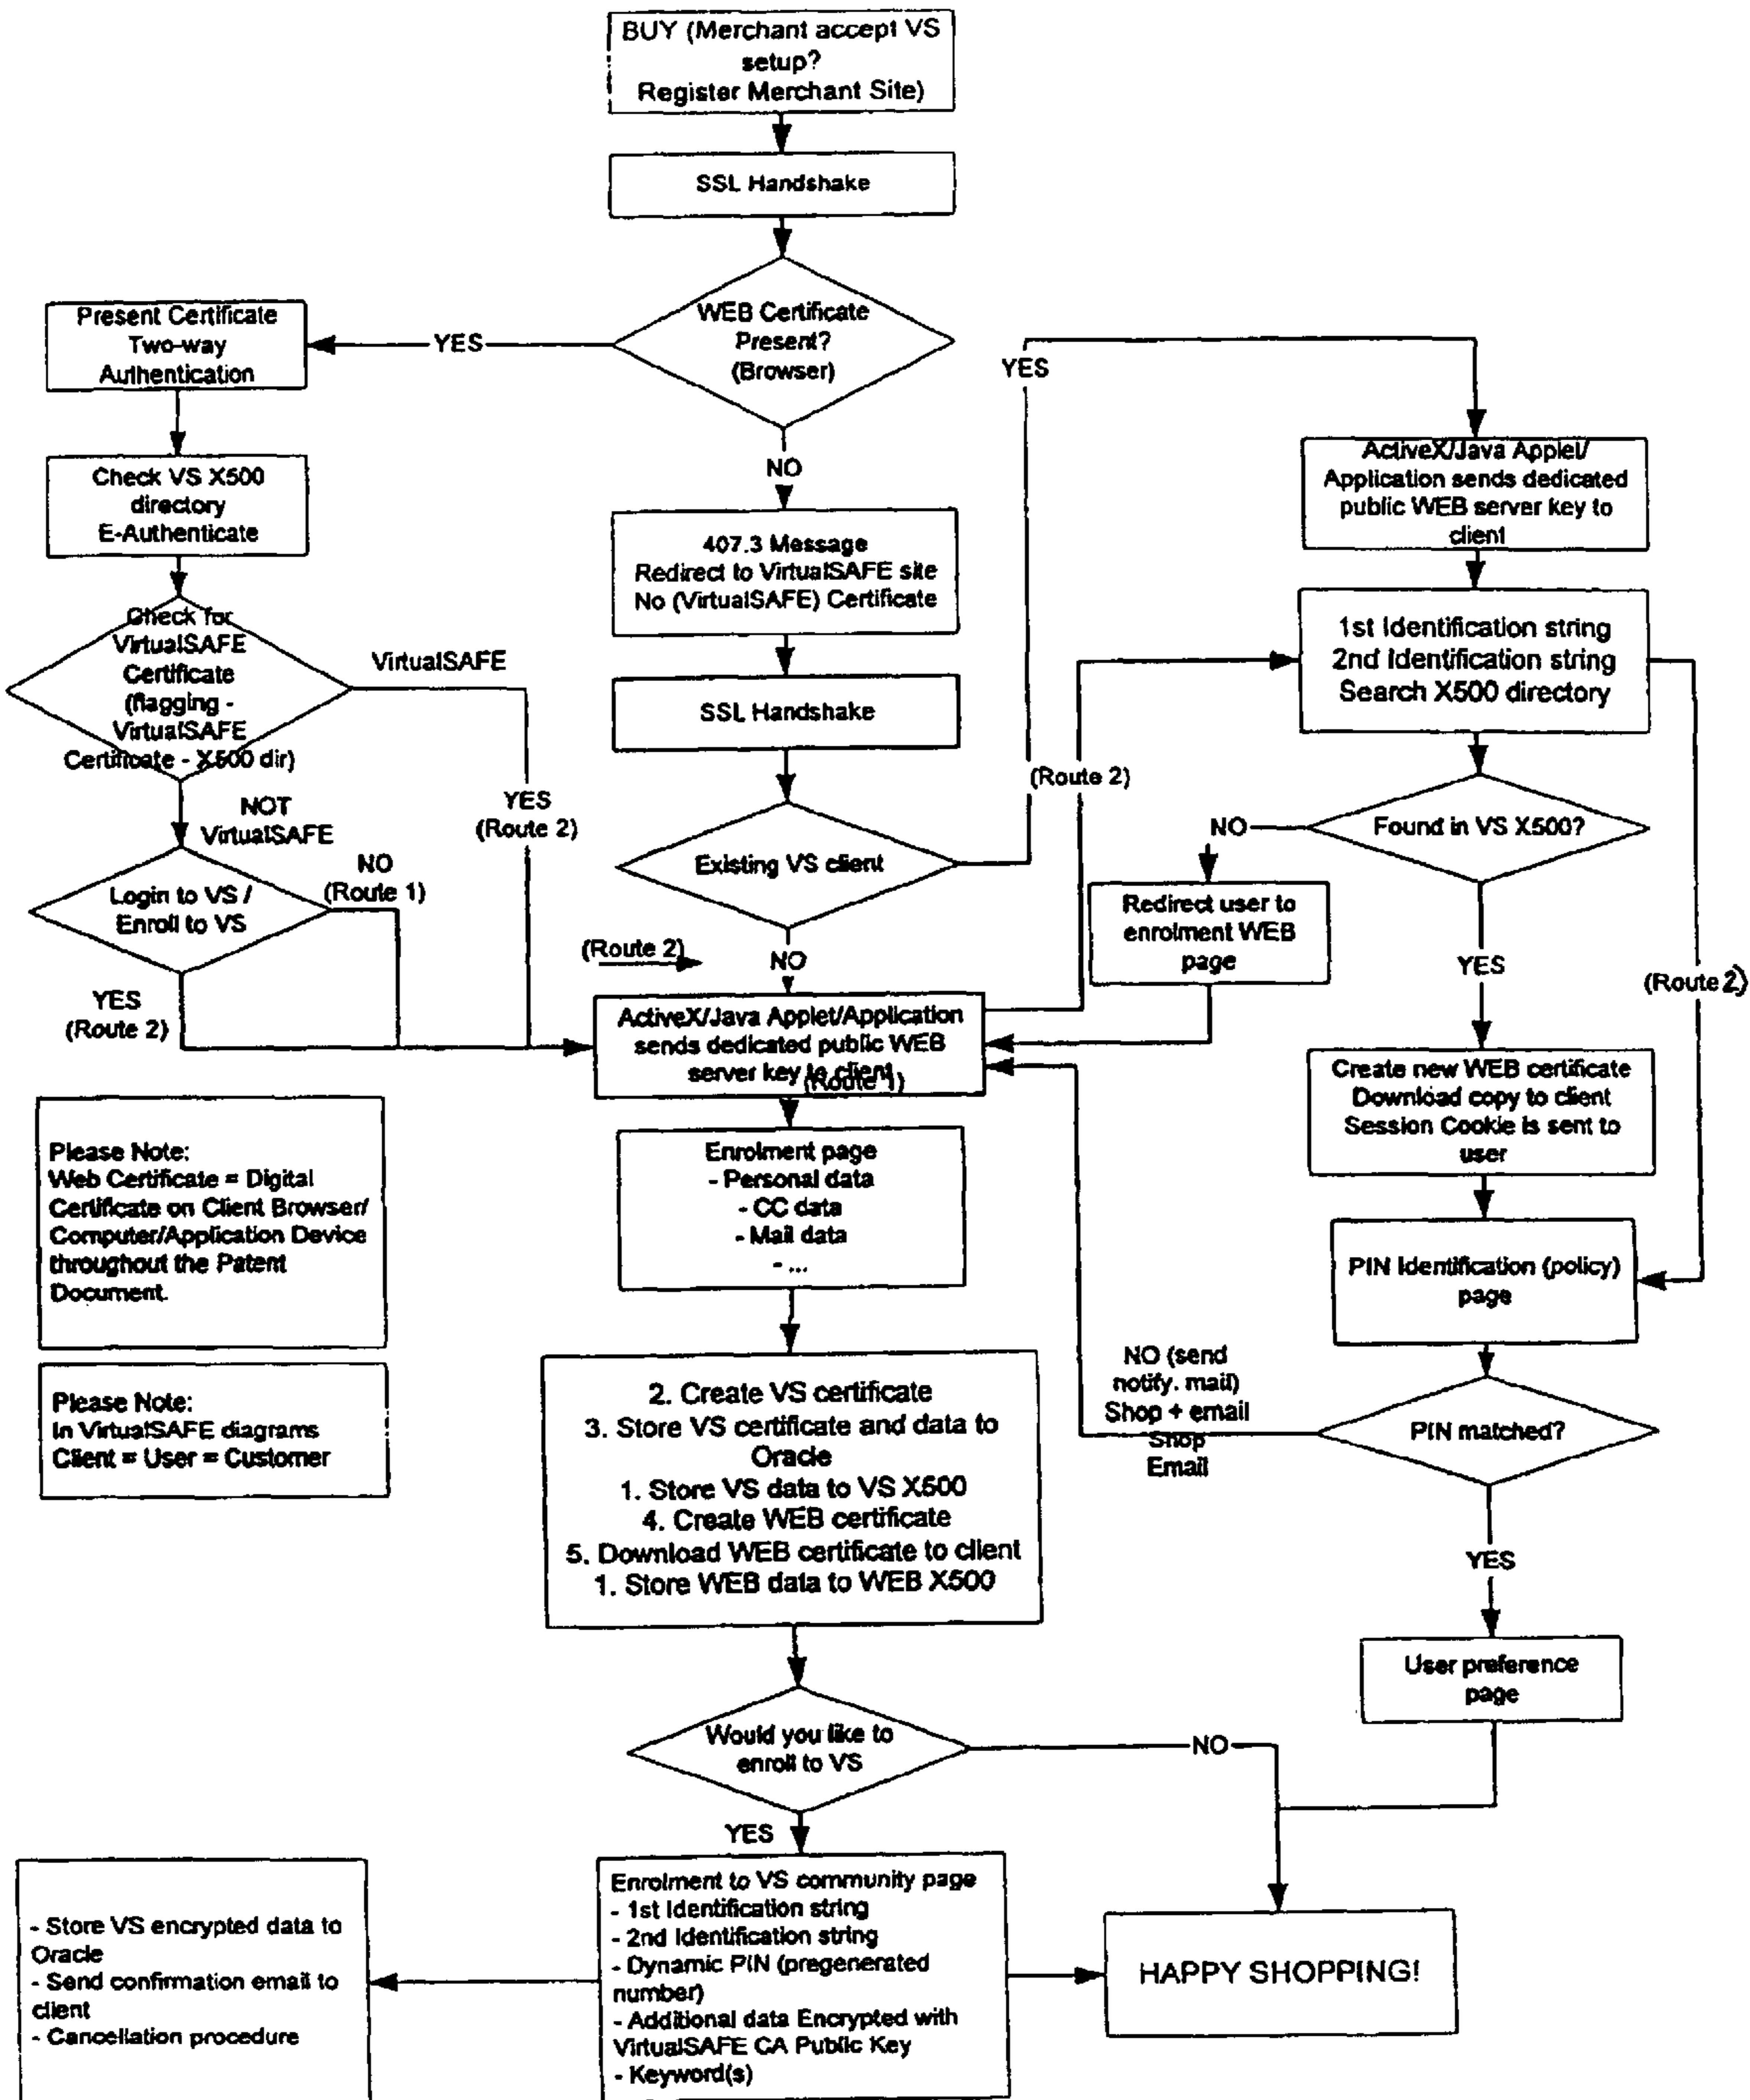 BUY (Merchant accept VS
setup?
Register Merchant Site)
SSL Handshake
WEB Certificate
Present?
(Browser)
YES
Present Certificate
Two-way
Authentication
Check VS X500
directory
E-Authenticate
Check for
VirtualSAFE
Certificate
(flagging -
VirtualSAFE
Certificate - X500 dir)
VirtualSAFE
YES
(Route 2)
NOT
VirtualSAFE
Login to VS /
Enroll to VS
NO
(Route 1)
YES
(Route 2)
NO
407.3 Message
Redirect to VirtualSAFE site
No (VirtualSAFE) Certificate
SSL Handshake
Existing VS client
(Route 2)
NO
YES
ActiveX/Java Applet/
Application sends dedicated
public WEB server key to
client
1st Identification string
2nd Identification string
Search X500 directory
(Route 2)
Found in VS X500?
NO
Redirect user to
enrolment WEB
page
YES
(Route 2)
Create new WEB certificate
Download copy to client
Session Cookie is sent to
user
PIN Identification (policy)
page
PIN matched?
NO (send
notify. mail)
Shop + email
Shop
Email
YES
User preference
page
ActiveX/Java Applet/Application
sends dedicated public WEB
server key to client
(Route 1)
Enrolment page
- Personal data
- CC data
- Mail data
- ...
Please Note:
Web Certificate = Digital
Certificate on Client Browser/
Computer/Application Device
throughout the Patent
Document.
Please Note:
In VirtualSAFE diagrams
Client = User = Customer
2. Create VS certificate
3. Store VS certificate and data to
Oracle
1. Store VS data to VS X500
4. Create WEB certificate
5. Download WEB certificate to client
1. Store WEB data to WEB X500
Would you like to
enroll to VS
NO
YES
Enrolment to VS community page
- 1st Identification string
- 2nd Identification string
- Dynamic PIN (pregenerated
number)
- Additional data Encrypted with
VirtualSAFE CA Public Key
- Keyword(s)
- Store VS encrypted data to
Oracle
- Send confirmation email to
client
- Cancellation procedure
HAPPY SHOPPING!